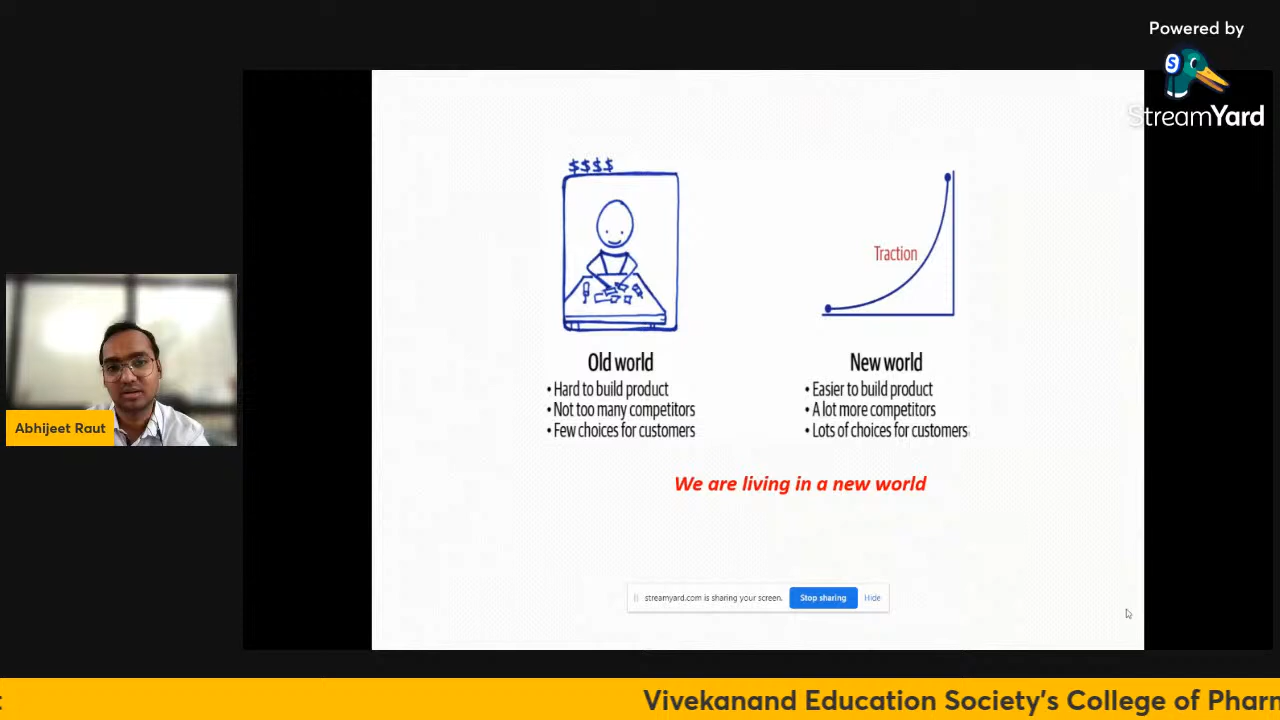 Powered by
StreamYard
$$$$
Traction
Old world
• Hard to build product
• Not too many competitors
• Few choices for customers
New world
• Easier to build product
• A lot more competitors
• Lots of choices for customers
We are living in a new world
Abhijeet Raut
streamyard.com is sharing your screen.
Stop sharing
Hide
Vivekanand Education Society's College of Pharm